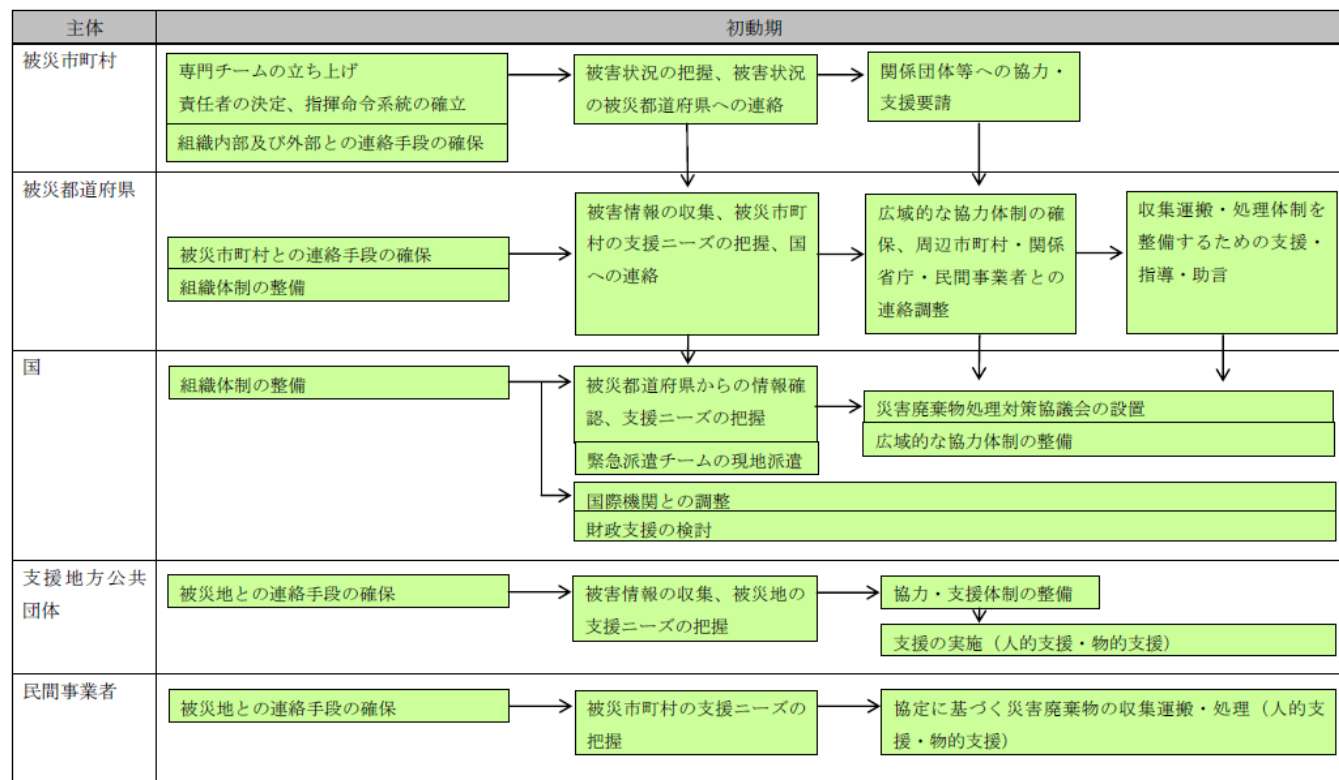 主体
初動期
被災市町村
専門チームの立ち上げ
責任者の決定、指揮命令系統の確立
組織内部及び外部との連絡手段の確保
被害状況の把握、被害状況
の被災都道府県への連絡
関係団体等への協力・
支援要請
被災都道府県
被災市町村との連絡手段の確保
組織体制の整備
被害情報の収集、被災市町
村の支援ニーズの把握、国
への連絡
広域的な協力体制の確
保、周辺市町村・関係
省庁・民間事業者との
連絡調整
収集運搬・処理体制を
整備するための支援・
指導・助言
国
組織体制の整備
被災都道府県からの情報確
認、支援ニーズの把握
緊急派遣チームの現地派遣
災害廃棄物処理対策協議会の設置
広域的な協力体制の整備
国際機関との調整
財政支援の検討
支援地方公共
団体
被災地との連絡手段の確保
被害情報の収集、被災地の
支援ニーズの把握
協力・支援体制の整備
支援の実施（人的支援・物的支援）
民間事業者
被災地との連絡手段の確保
被災市町村の支援ニーズの
把握
協定に基づく災害廃棄物の収集運搬・処理（人的支
援・物的支援）